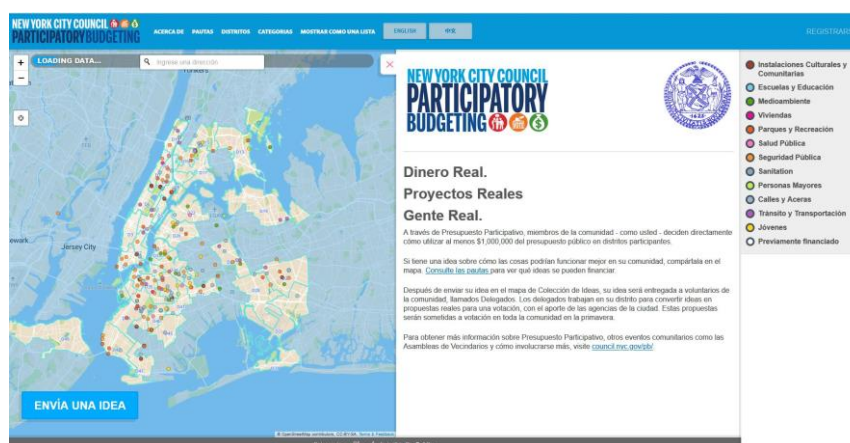 NEW YORK CITY COUNCIL
PARTICIPATORY BUDGETING
ACERCA DE PAUTAS DISTRITOS CATEGORIAS MOSTRAR COMO UNA LISTA ENGLISH 中文
REGISTRAR
LOADING DATA...
Ingrese una dirección
Yonkers
Jersey City
ENVÍA UNA IDEA
NEW YORK CITY COUNCIL
PARTICIPATORY
BUDGETING
Dinero Real.
Proyectos Reales
Gente Real.
A través de Presupuesto Participativo, miembros de la comunidad - como usted - deciden directamente
cómo utilizar al menos $1,000,000 del presupuesto público en distritos participantes.
Si tiene una idea sobre cómo las cosas podrían funcionar mejor en su comunidad, compártala en el
mapa. Consulte las pautas para ver qué ideas se pueden financiar.
Después de enviar su idea en el mapa de Colección de Ideas, su idea será entregada a voluntarios de
la comunidad, llamados Delegados. Los delegados trabajan en su distrito para convertir ideas en
propuestas reales para una votación, con el aporte de las agencias de la ciudad. Estas propuestas
serán sometidas a votación en toda la comunidad en la primavera.
Para obtener más información sobre Presupuesto Participativo, otros eventos comunitarios como las
Asambleas de Vecindarios y cómo involucrarse más, visite council.nyc.gov/pb/.
Instalaciones Culturales y
Comunitarias
Escuelas y Educación
Medioambiente
Viviendas
Parques y Recreación
Salud Pública
Seguridad Pública
Sanitation
Personas Mayores
Calles y Aceras
Tránsito y Transportación
Jóvenes
Previamente financiado